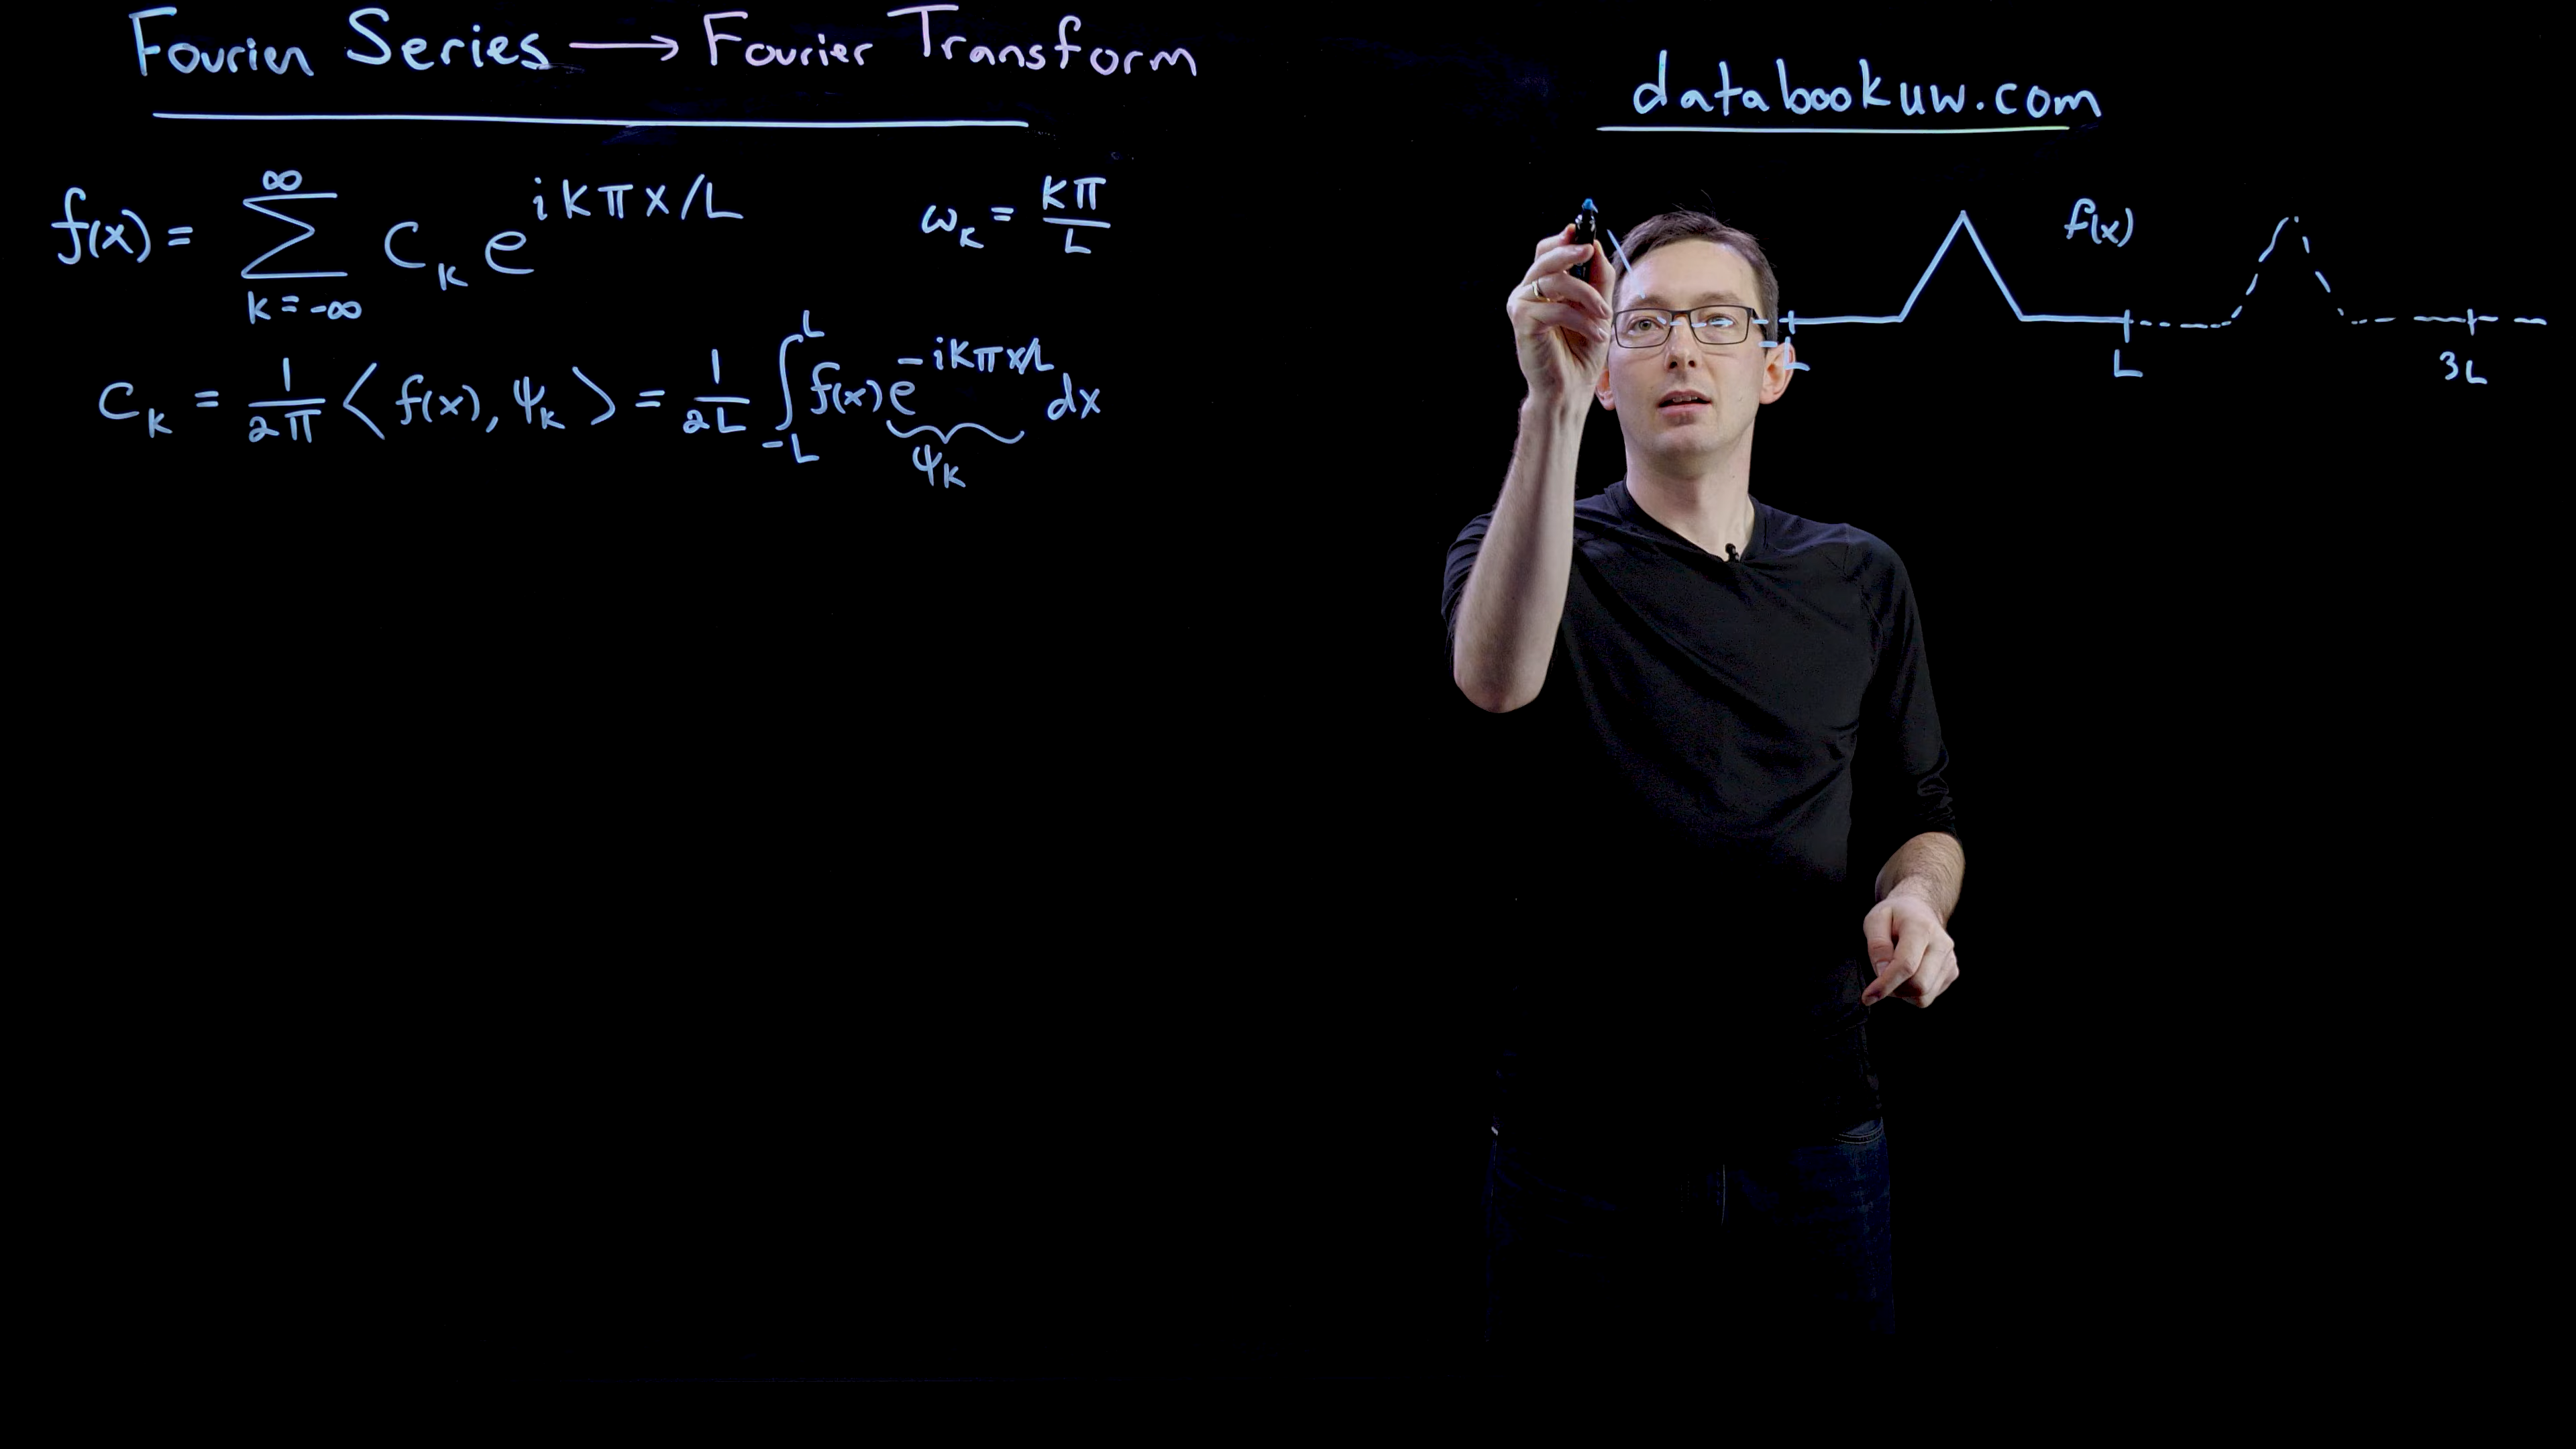 Fourier Series → Fourier Transform
databookuw.com
f(x) = ∞ Σ k = -∞ C_k e^{ikπx/L}
ω_k = kπ/L
f(x)
-L L 3L
C_k = 1/2π ⟨f(x), ψ_k⟩ = 1/2L ∫_{-L}^{L} f(x) e^{-ikπx/L} dx
ψ_k